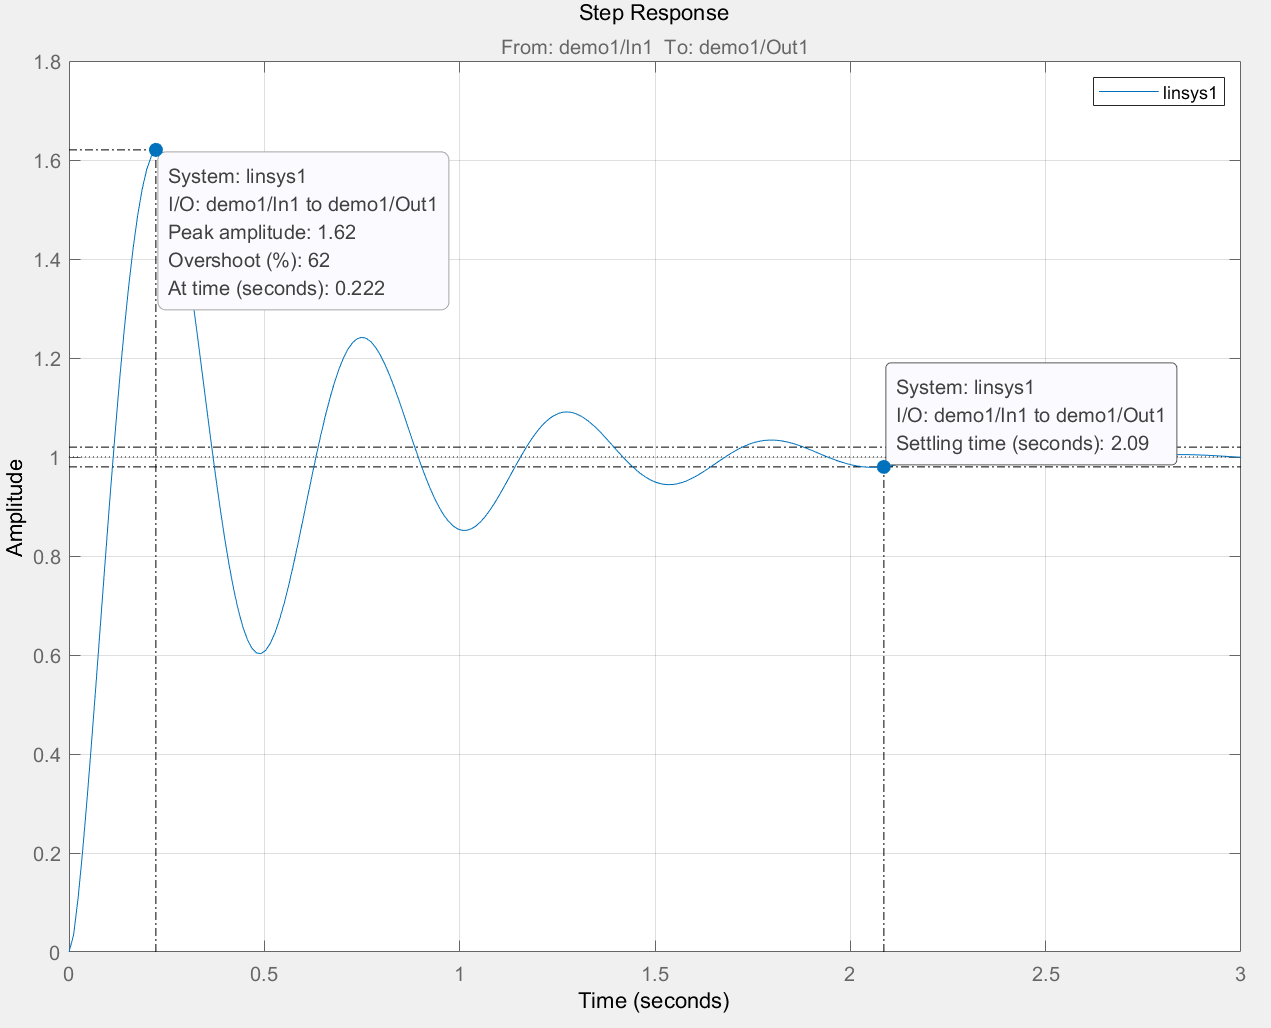 Step Response
From: demo1/In1  To: demo1/Out1
linsys1
System: linsys1
I/O: demo1/In1 to demo1/Out1
Peak amplitude: 1.62
Overshoot (%): 62
At time (seconds): 0.222
System: linsys1
I/O: demo1/In1 to demo1/Out1
Settling time (seconds): 2.09
Amplitude
1.8
1.6
1.4
1.2
1
0.8
0.6
0.4
0.2
0
0 0.5 1 1.5 2 2.5 3
Time (seconds)